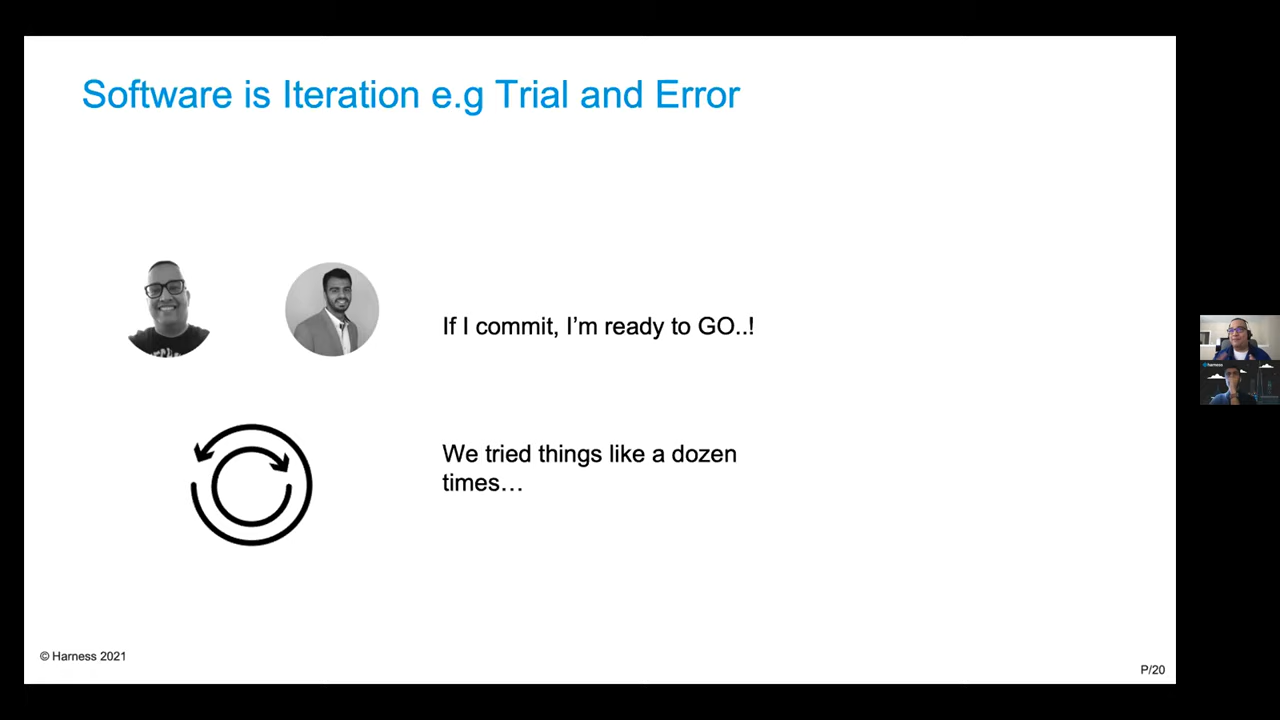 Software is Iteration e.g Trial and Error
If I commit, I'm ready to GO..!
We tried things like a dozen
times…
© Harness 2021
P/20
harness